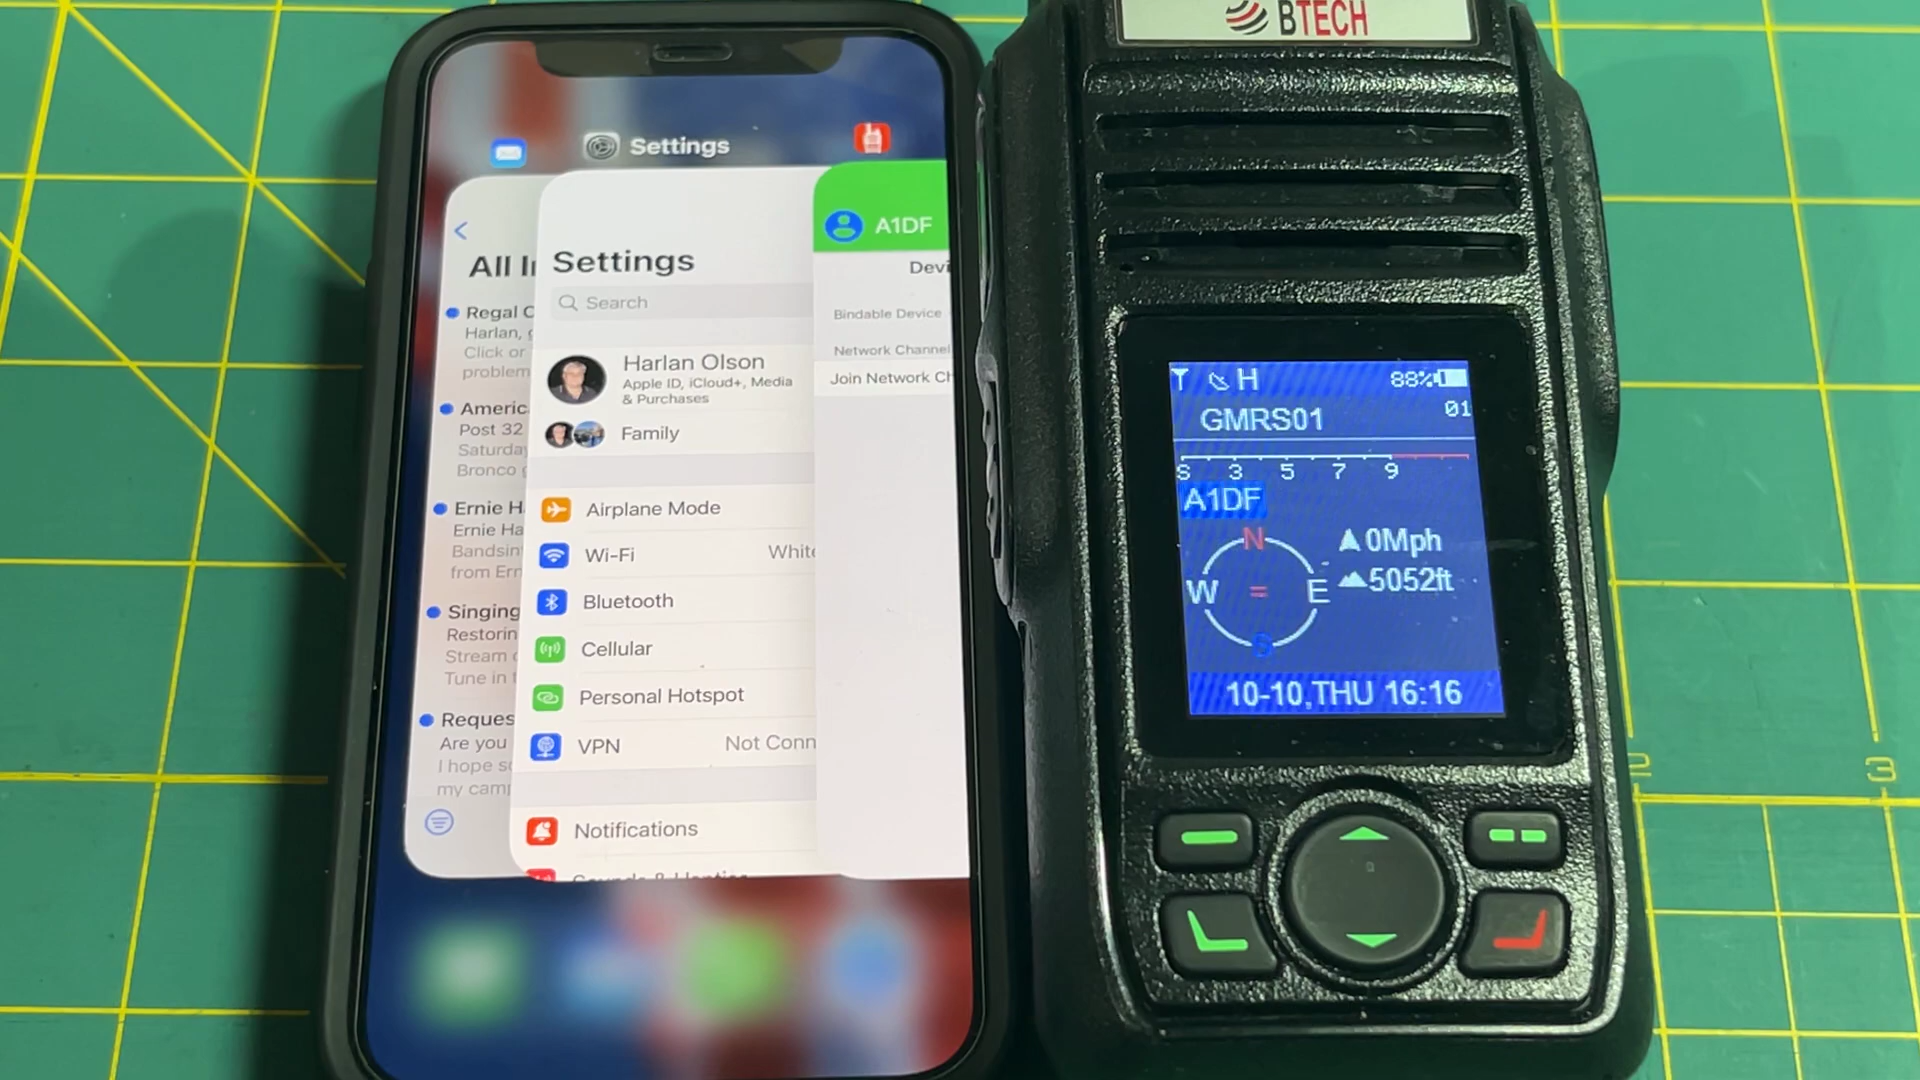 BTECH
Settings
A1DF
All I
Settings
Search
Devi
Bindable Device
Network Channel
Join Network Ch
Regal C
Harlan,
Click or
problem
Americ
Post 32
Saturday
Bronco
Ernie H
Ernie Ha
Bandsin
from Ern
Singing
Restorin
Stream
Tune in
Reques
Are you
I hope so
my camp
Harlan Olson
Apple ID, iCloud+, Media
& Purchases
Family
Airplane Mode
Wi-Fi White
Bluetooth
Cellular
Personal Hotspot
VPN Not Conn
Notifications
H 88%
GMRS01 01
S 3 5 7 9
A1DF
N
W E
S
0Mph
5052ft
10-10,THU 16:16
2 3